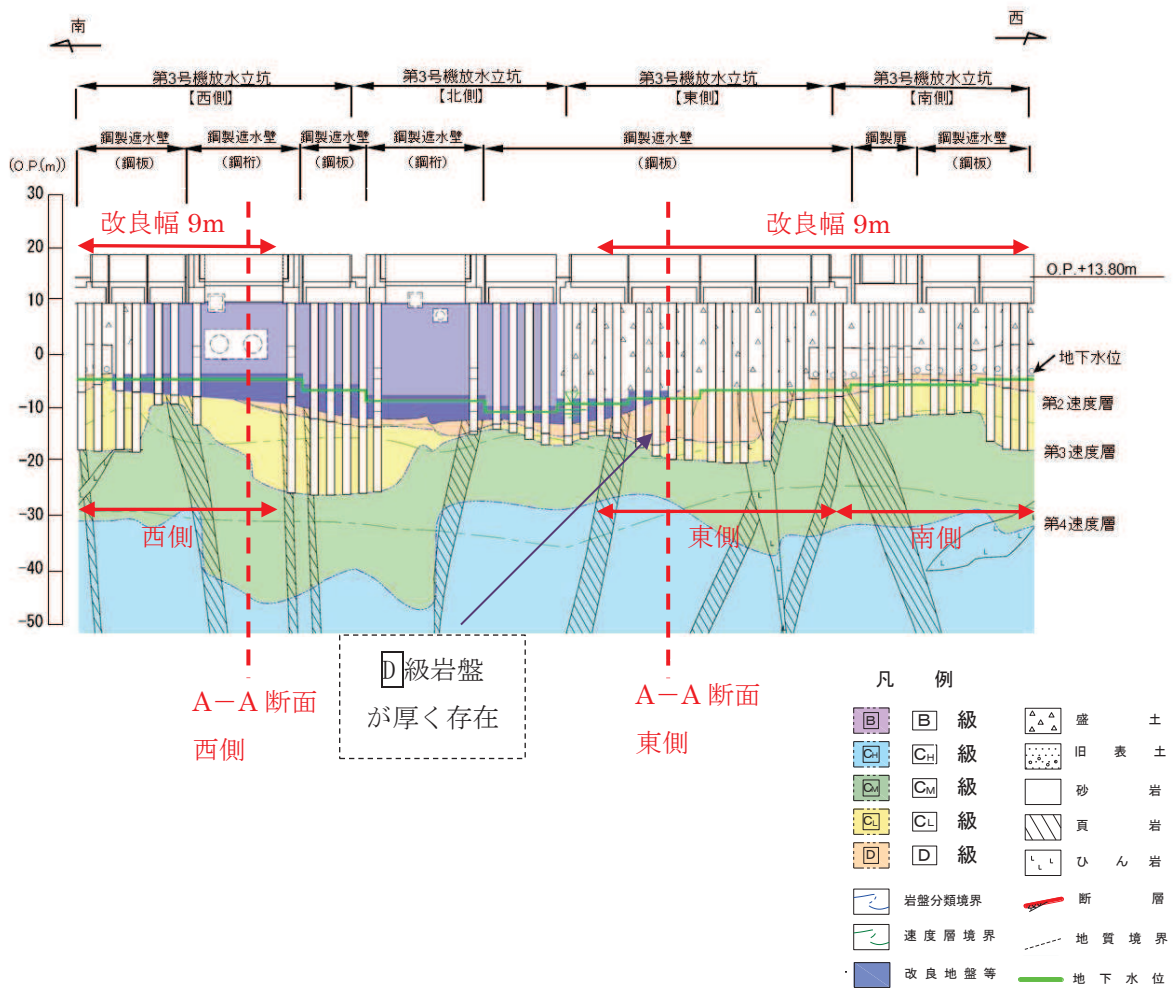 南
西
第3号機放水立坑
【西側】
第3号機放水立坑
【北側】
第3号機放水立坑
【東側】
第3号機放水立坑
【南側】
鋼製遮水壁
(鋼板)
鋼製遮水壁
(鋼桁)
鋼製遮水壁
(鋼板)
鋼製遮水壁
(鋼桁)
鋼製遮水壁
(鋼板)
鋼製扉
鋼製遮水壁
(鋼板)
(O.P.(m))
30
20
10
0
-10
-20
-30
-40
-50
改良幅 9m
改良幅 9m
O.P.+13.80m
地下水位
第2速度層
第3速度層
第4速度層
西側
東側
南側
D級岩盤
が厚く存在
A－A 断面
西側
A－A 断面
東側
凡 例
B B 級
CH CH 級
CM CM 級
CL CL 級
D D 級
岩盤分類境界
速度層境界
改良地盤等
盛土
旧表土
砂岩
頁岩
ひん岩
断層
地質境界
地下水位